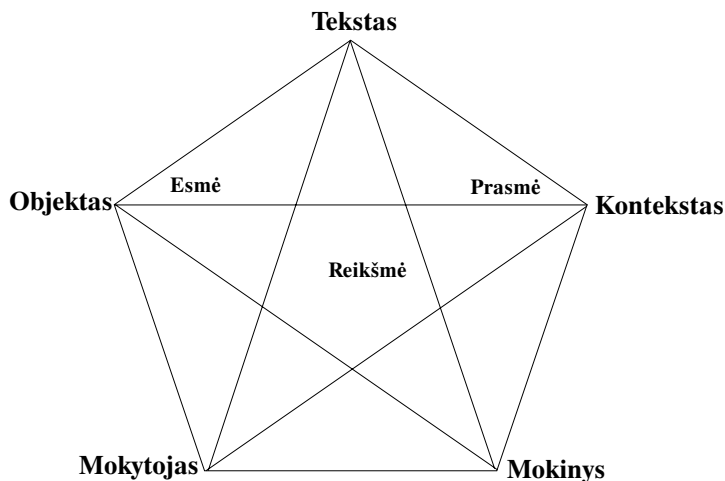 Tekstas
Esmė
Prasmė
Objektas
Kontekstas
Reikšmė
Mokytojas
Mokinys